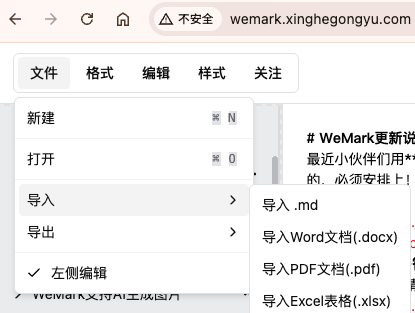 不安全 wemark.xinghegongyu.com
文件 格式 编辑 样式 关注
新建 ⌘ N
打开 ⌘ O
导入
导出
左侧编辑
WeMark支持AI生成图片
# WeMark更新说
最近小伙伴们用**
的，必须安排上！
导入 .md
导入Word文档(.docx)
导入PDF文档(.pdf)
导入Excel表格(.xlsx)